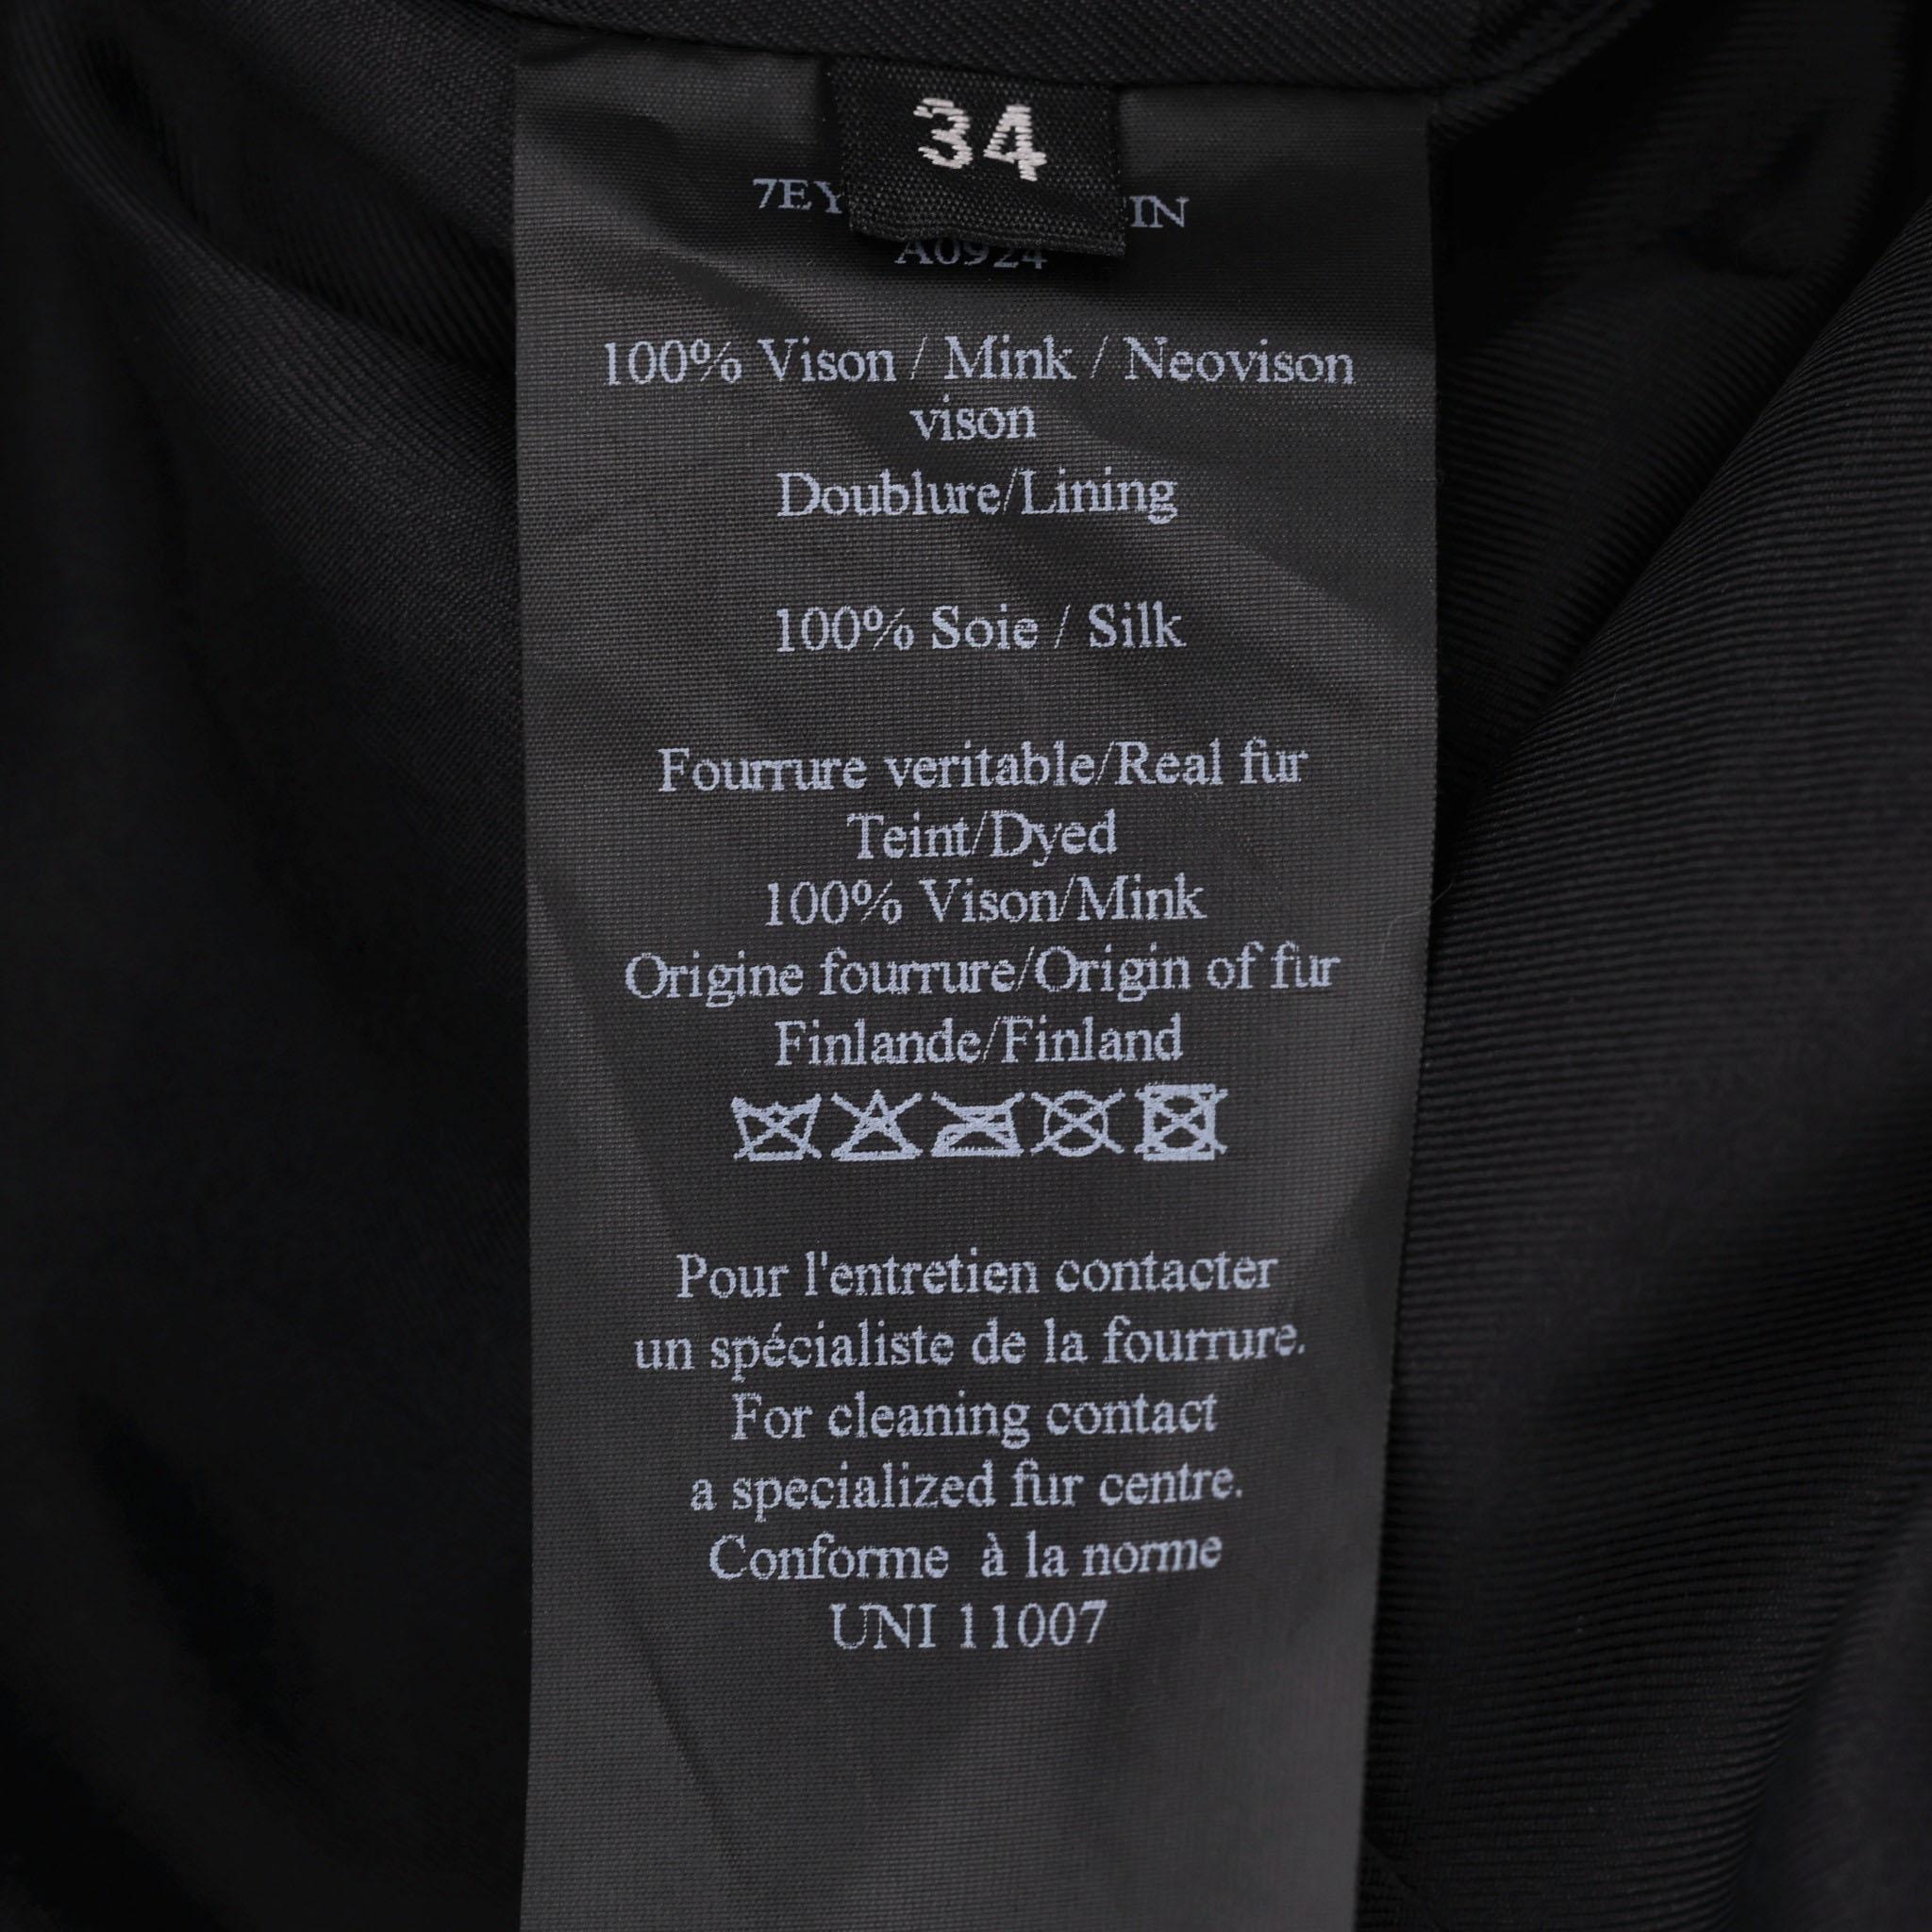 34
7EY IN
A0924
100% Vison / Mink / Neovison
vison
Doublure/Lining
100% Soie / Silk
Fourrure veritable/Real fur
Teint/Dyed
100% Vison/Mink
Origine fourrure/Origin of fur
Finlande/Finland
Pour l'entretien contacter
un spécialiste de la fourrure.
For cleaning contact
a specialized fur centre.
Conforme à la norme
UNI 11007